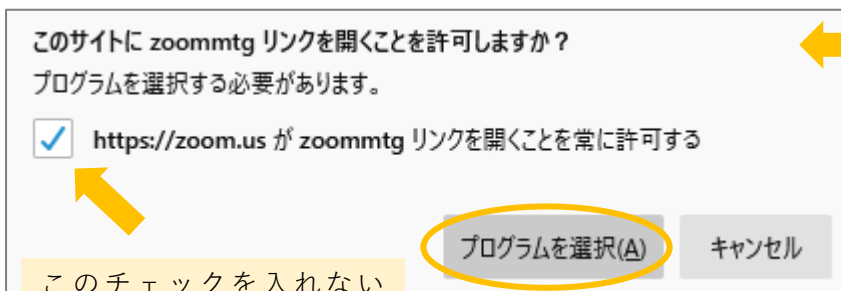 このサイトに zoommtg リンクを開くことを許可しますか？
プログラムを選択する必要があります。
https://zoom.us が zoommtg リンクを開くことを常に許可する
プログラムを選択(A) キャンセル
このチェックを入れない